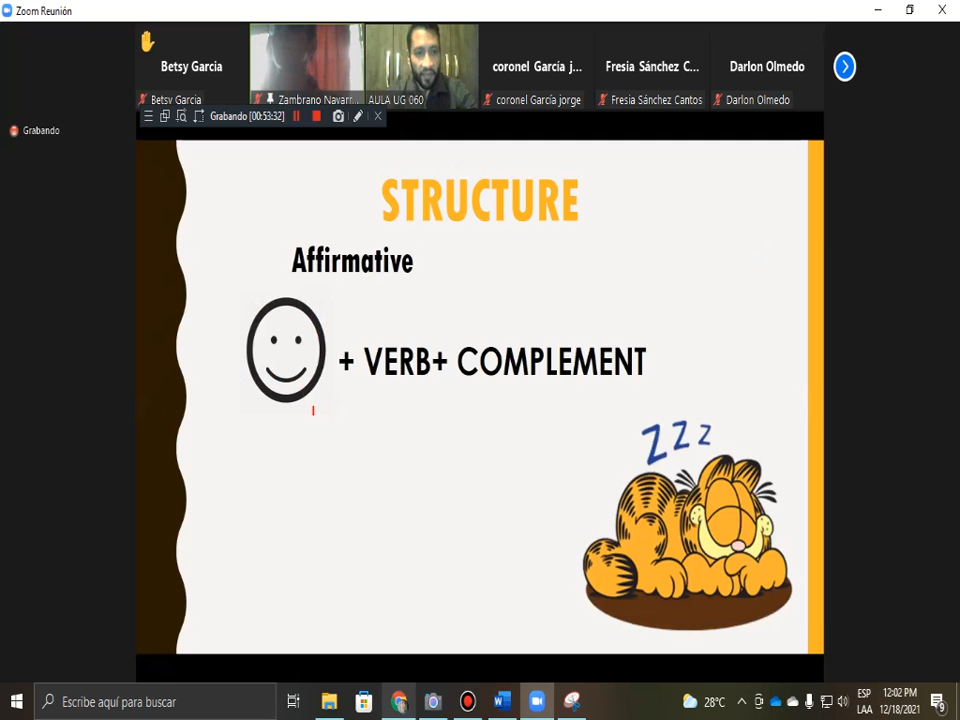 Zoom Reunión
Betsy Garcia
coronel García j...
Fresia Sánchez C...
Darlon Olmedo
Betsy Garcia
Zambrano Navarr...
AULA UG 060
coronel García jorge
Fresia Sánchez Cantos
Darlon Olmedo
Grabando [00:53:32]
Grabando
STRUCTURE
Affirmative
+ VERB+ COMPLEMENT
Z Z Z
Escribe aquí para buscar
28°C
ESP
LAA
12:02 PM
12/18/2021
9